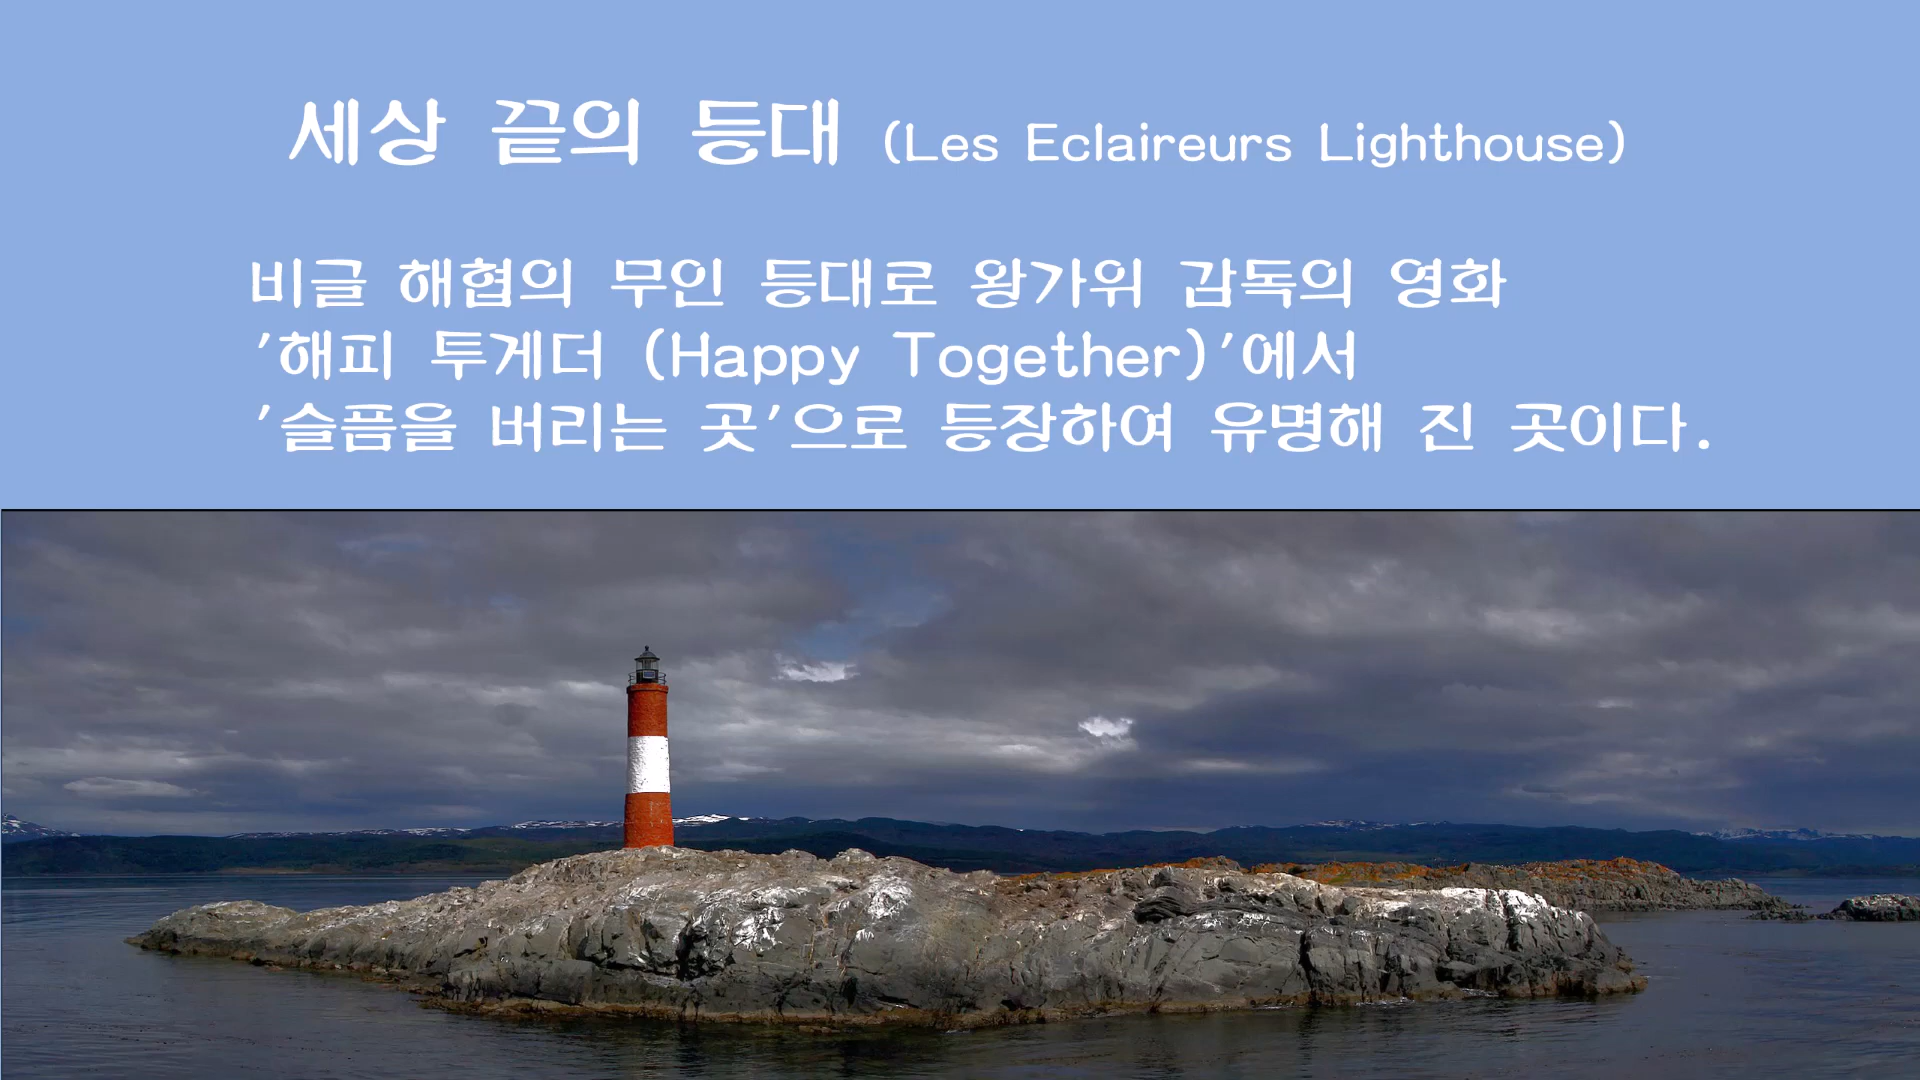 세상 끝의 등대 (Les Eclaireurs Lighthouse)
비글 해협의 무인 등대로 왕가위 감독의 영화
'해피 투게더 (Happy Together)'에서
'슬픔을 버리는 곳'으로 등장하여 유명해 진 곳이다.